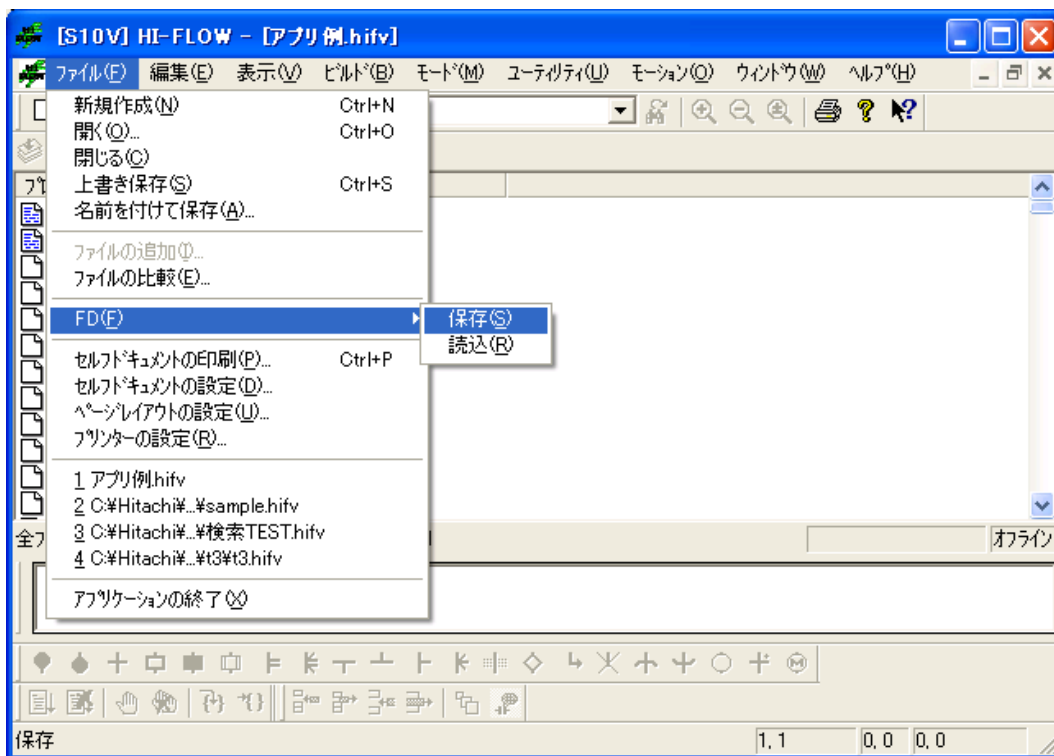 [S10V] HI-FLOW - [アプリ例.hifv]
ファイル(F) 編集(E) 表示(V) ビルド(B) モード(M) ユーティリティ(U) モーション(O) ウィンドウ(W) ヘルプ(H)
新規作成(N) Ctrl+N
開く(O)... Ctrl+O
閉じる(C)
上書き保存(S) Ctrl+S
名前を付けて保存(A)...
ファイルの追加(I)...
ファイルの比較(E)...
FD(F)
保存(S)
読込(R)
セルフドキュメントの印刷(P)... Ctrl+P
セルフドキュメントの設定(D)...
ページレイアウトの設定(U)...
プリンターの設定(R)...
1 アプリ例.hifv
2 C:¥Hitachi¥...¥sample.hifv
3 C:¥Hitachi¥...¥検索TEST.hifv
4 C:¥Hitachi¥...¥t3¥t3.hifv
アプリケーションの終了(X)
オフライン
保存 1, 1 0, 0 0, 0